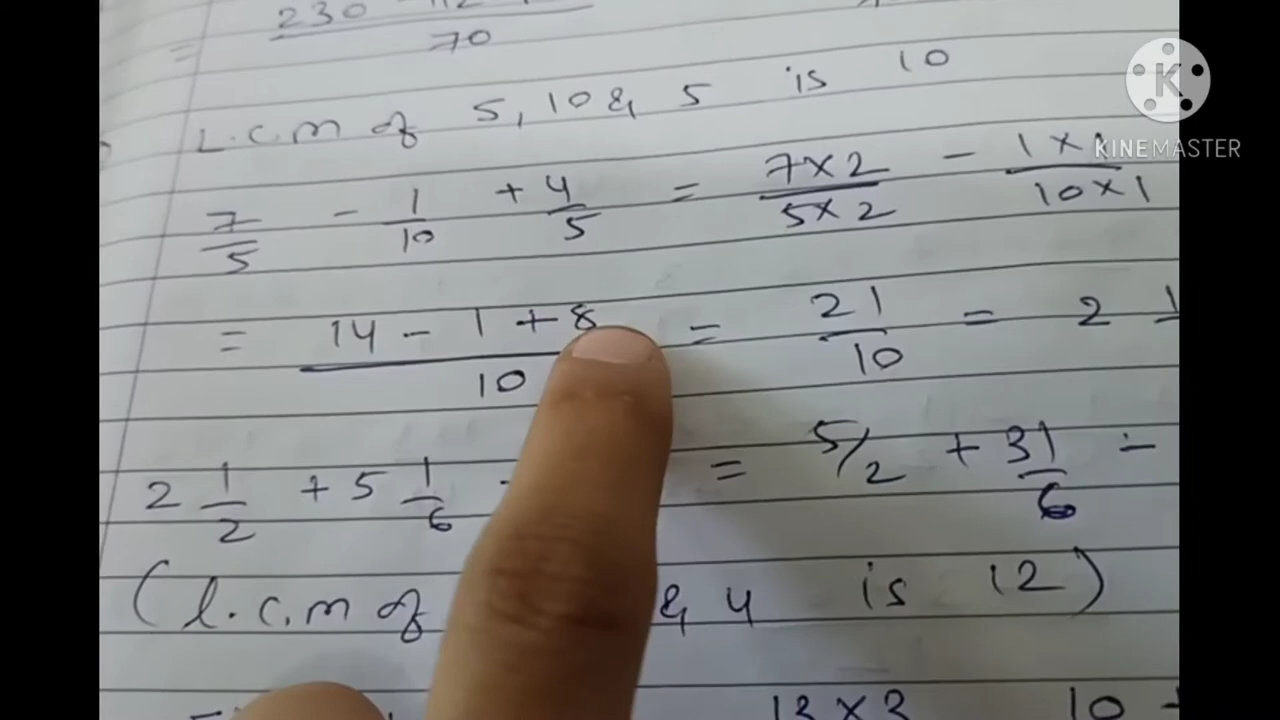 = 230 - 112
70
L.C.M of 5, 10 & 5 is 10
7/5 - 1/10 + 4/5 = 7×2/5×2 - 1×1/10×1
= 14 - 1 + 8/10 = 21/10 = 2 1
2 1/2 + 5 1/6 - = 5/2 + 31/6 -
(l.c.m of & 4 is 12)
10
K
KINEMASTER